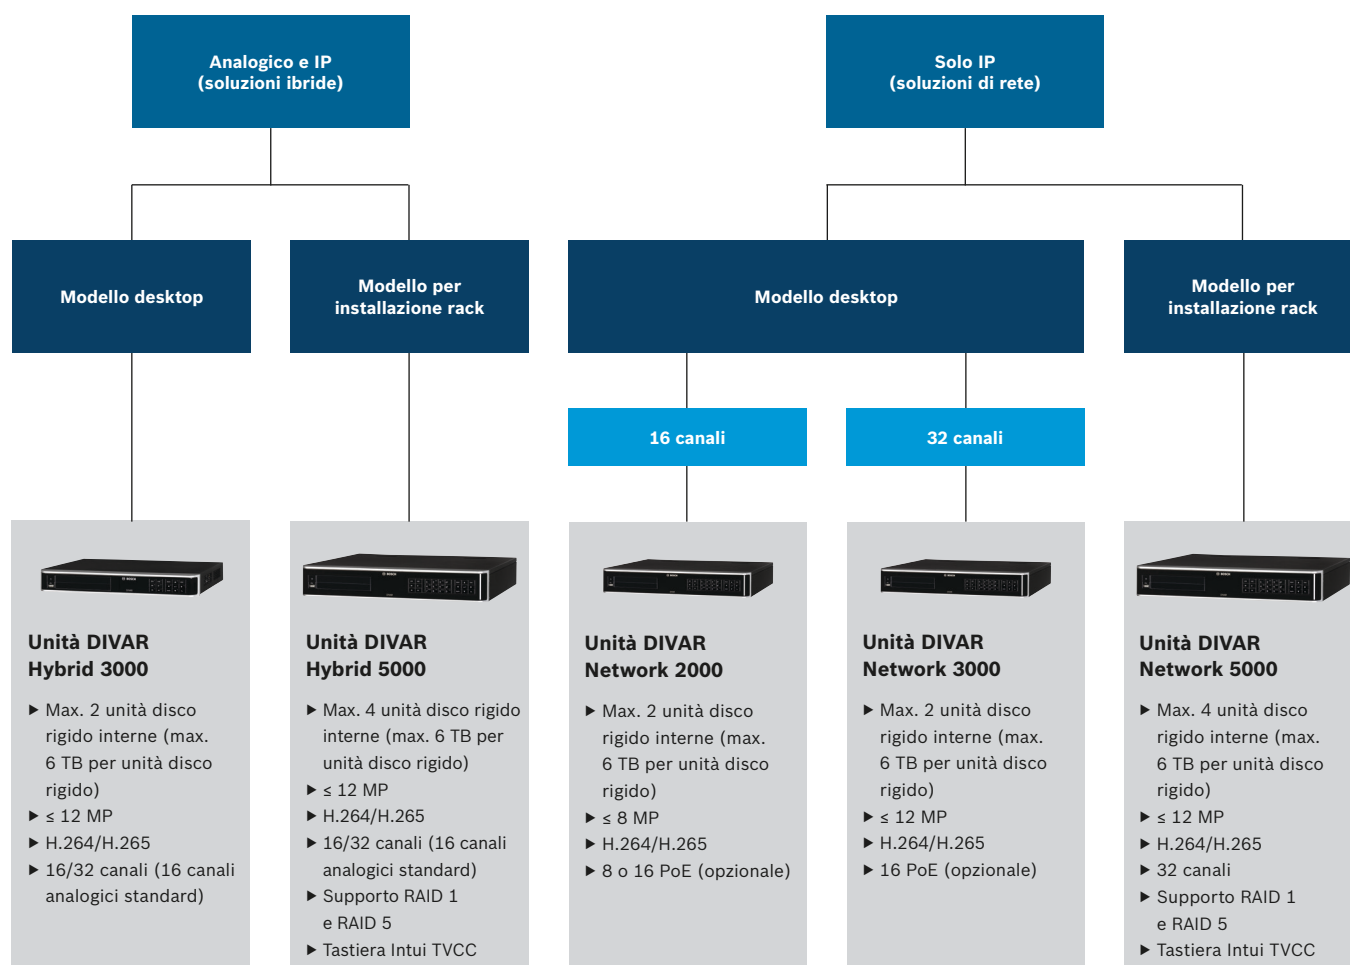 Analogico e IP
(soluzioni ibride)
Solo IP
(soluzioni di rete)
Modello desktop
Modello per
installazione rack
Modello desktop
Modello per
installazione rack
16 canali
32 canali
Unità DIVAR
Hybrid 3000
▶ Max. 2 unità disco
rigido interne (max.
6 TB per unità disco
rigido)
▶ ≤ 12 MP
▶ H.264/H.265
▶ 16/32 canali (16 canali
analogici standard)
Unità DIVAR
Hybrid 5000
▶ Max. 4 unità disco rigido
interne (max. 6 TB per
unità disco rigido)
▶ ≤ 12 MP
▶ H.264/H.265
▶ 16/32 canali (16 canali
analogici standard)
▶ Supporto RAID 1
e RAID 5
▶ Tastiera Intui TVCC
Unità DIVAR
Network 2000
▶ Max. 2 unità disco
rigido interne (max.
6 TB per unità disco
rigido)
▶ ≤ 8 MP
▶ H.264/H.265
▶ 8 o 16 PoE (opzionale)
Unità DIVAR
Network 3000
▶ Max. 2 unità disco
rigido interne (max.
6 TB per unità disco
rigido)
▶ ≤ 12 MP
▶ H.264/H.265
▶ 16 PoE (opzionale)
Unità DIVAR
Network 5000
▶ Max. 4 unità disco
rigido interne (max.
6 TB per unità disco
rigido)
▶ ≤ 12 MP
▶ H.264/H.265
▶ 32 canali
▶ Supporto RAID 1
e RAID 5
▶ Tastiera Intui TVCC